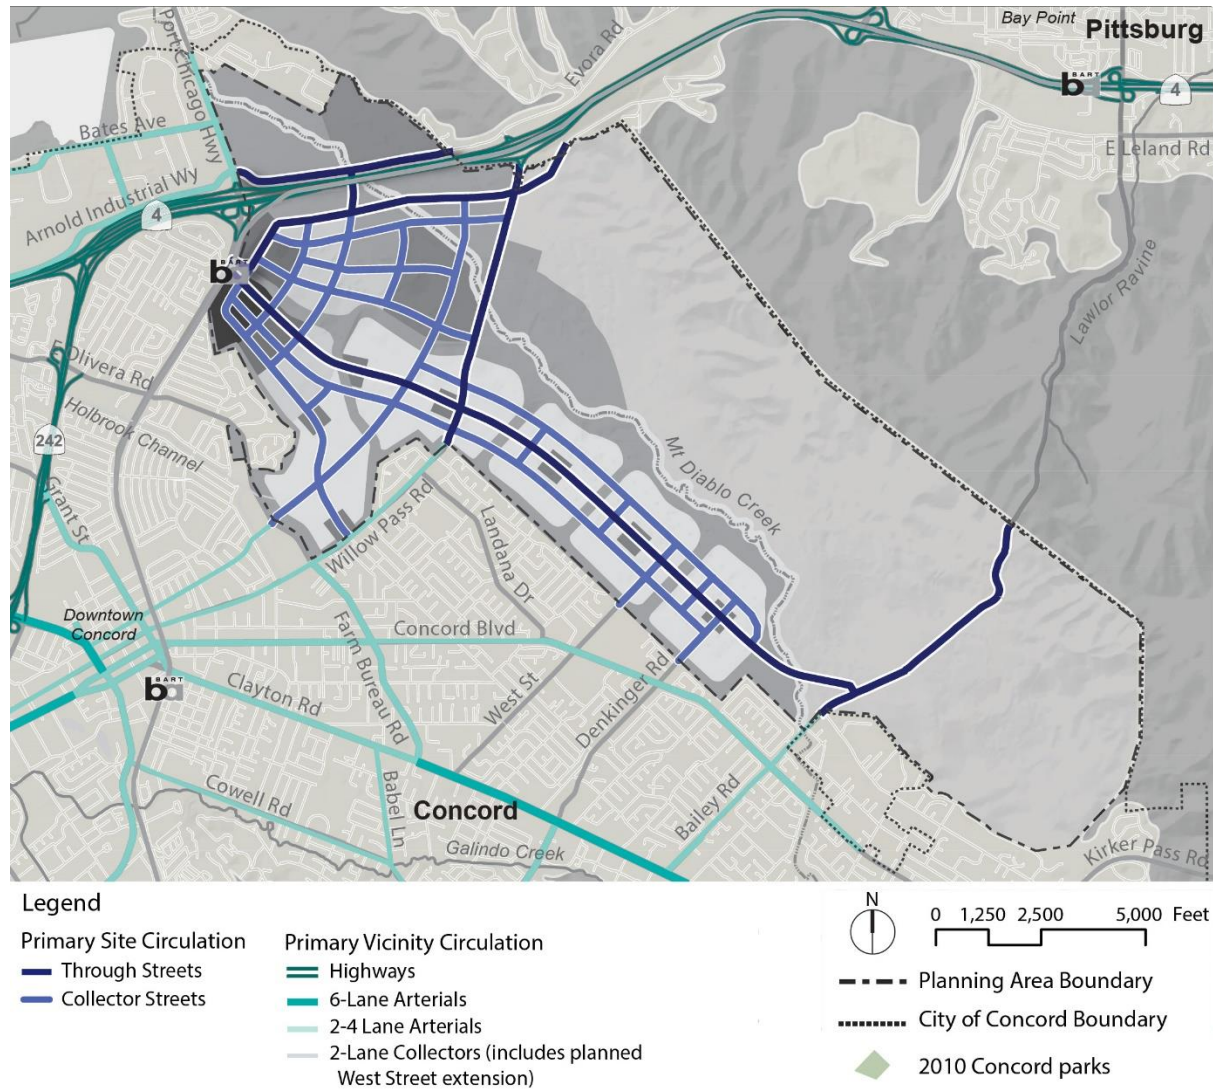 Bay Point
Pittsburg
Port Chicago Hwy
Evora Rd
BART
b
4
Bates Ave
E Leland Rd
Arnold Industrial Wy
4
BART
b
Lawlor Ravine
Olivera Rd
Holbrook Channel
242
Mt Diablo Creek
Grant St
Willow Pass Rd
Landana Dr
Downtown
Concord
Concord Blvd
Farm Bureau Rd
BART
ba
Clayton Rd
West St
Denkinger Rd
Cowell Rd
Babel Ln
Concord
Bailey Rd
Galindo Creek
Kirker Pass Rd
Legend
Primary Site Circulation
Through Streets
Collector Streets
Primary Vicinity Circulation
Highways
6-Lane Arterials
2-4 Lane Arterials
2-Lane Collectors (includes planned
West Street extension)
N
0 1,250 2,500 5,000 Feet
Planning Area Boundary
City of Concord Boundary
2010 Concord parks